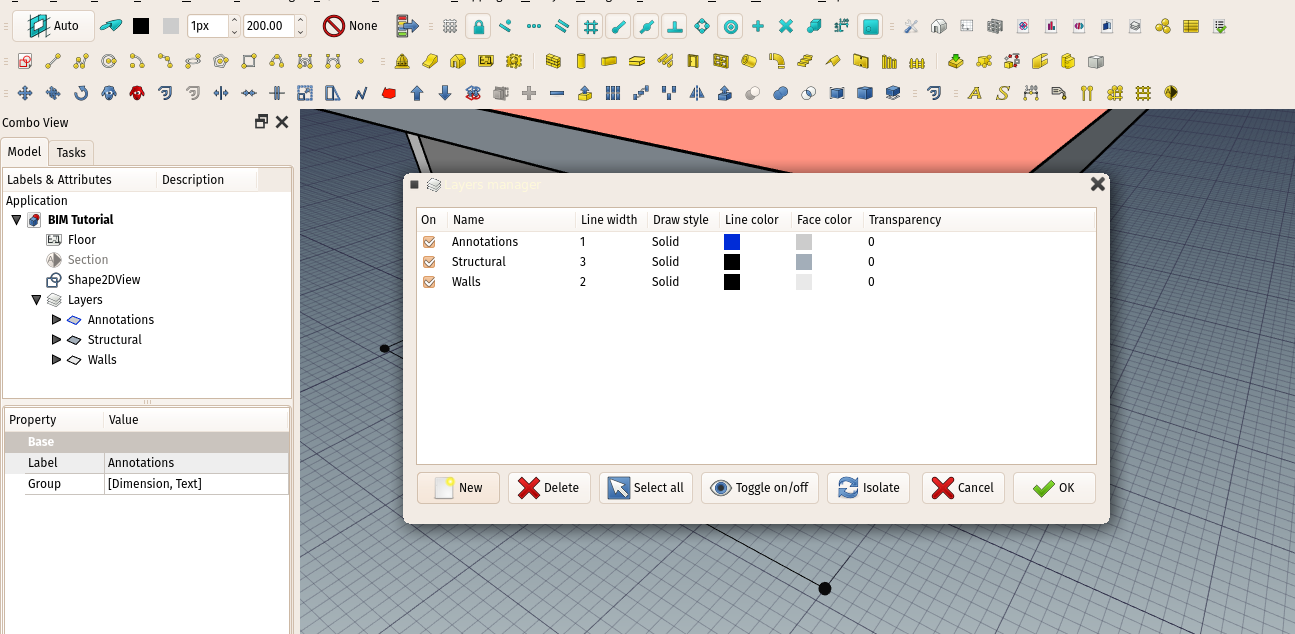 Auto 1px 200.00 None
Combo View
Model Tasks
Labels & Attributes Description
Application
BIM Tutorial
Floor
Section
Shape2DView
Layers
Annotations
Structural
Walls
Property Value
Base
Label Annotations
Group [Dimension, Text]
Layers manager
On Name Line width Draw style Line color Face color Transparency
Annotations 1 Solid 0
Structural 3 Solid 0
Walls 2 Solid 0
New Delete Select all Toggle on/off Isolate Cancel OK